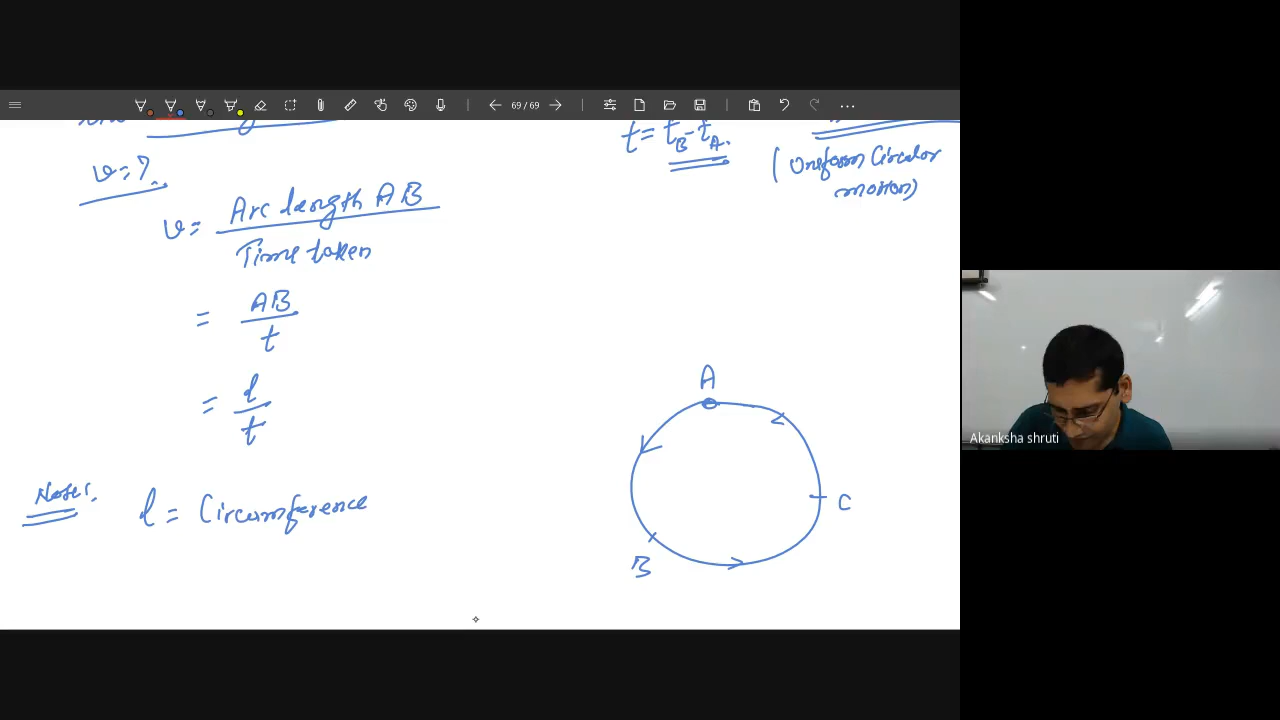 69/69
v=?
t = tB - tA.
(Uniform Circular
motion)
v = Arc length AB
Time taken
= AB
t
= l
t
A
C
B
Note:
l = Circumference
Akanksha shruti